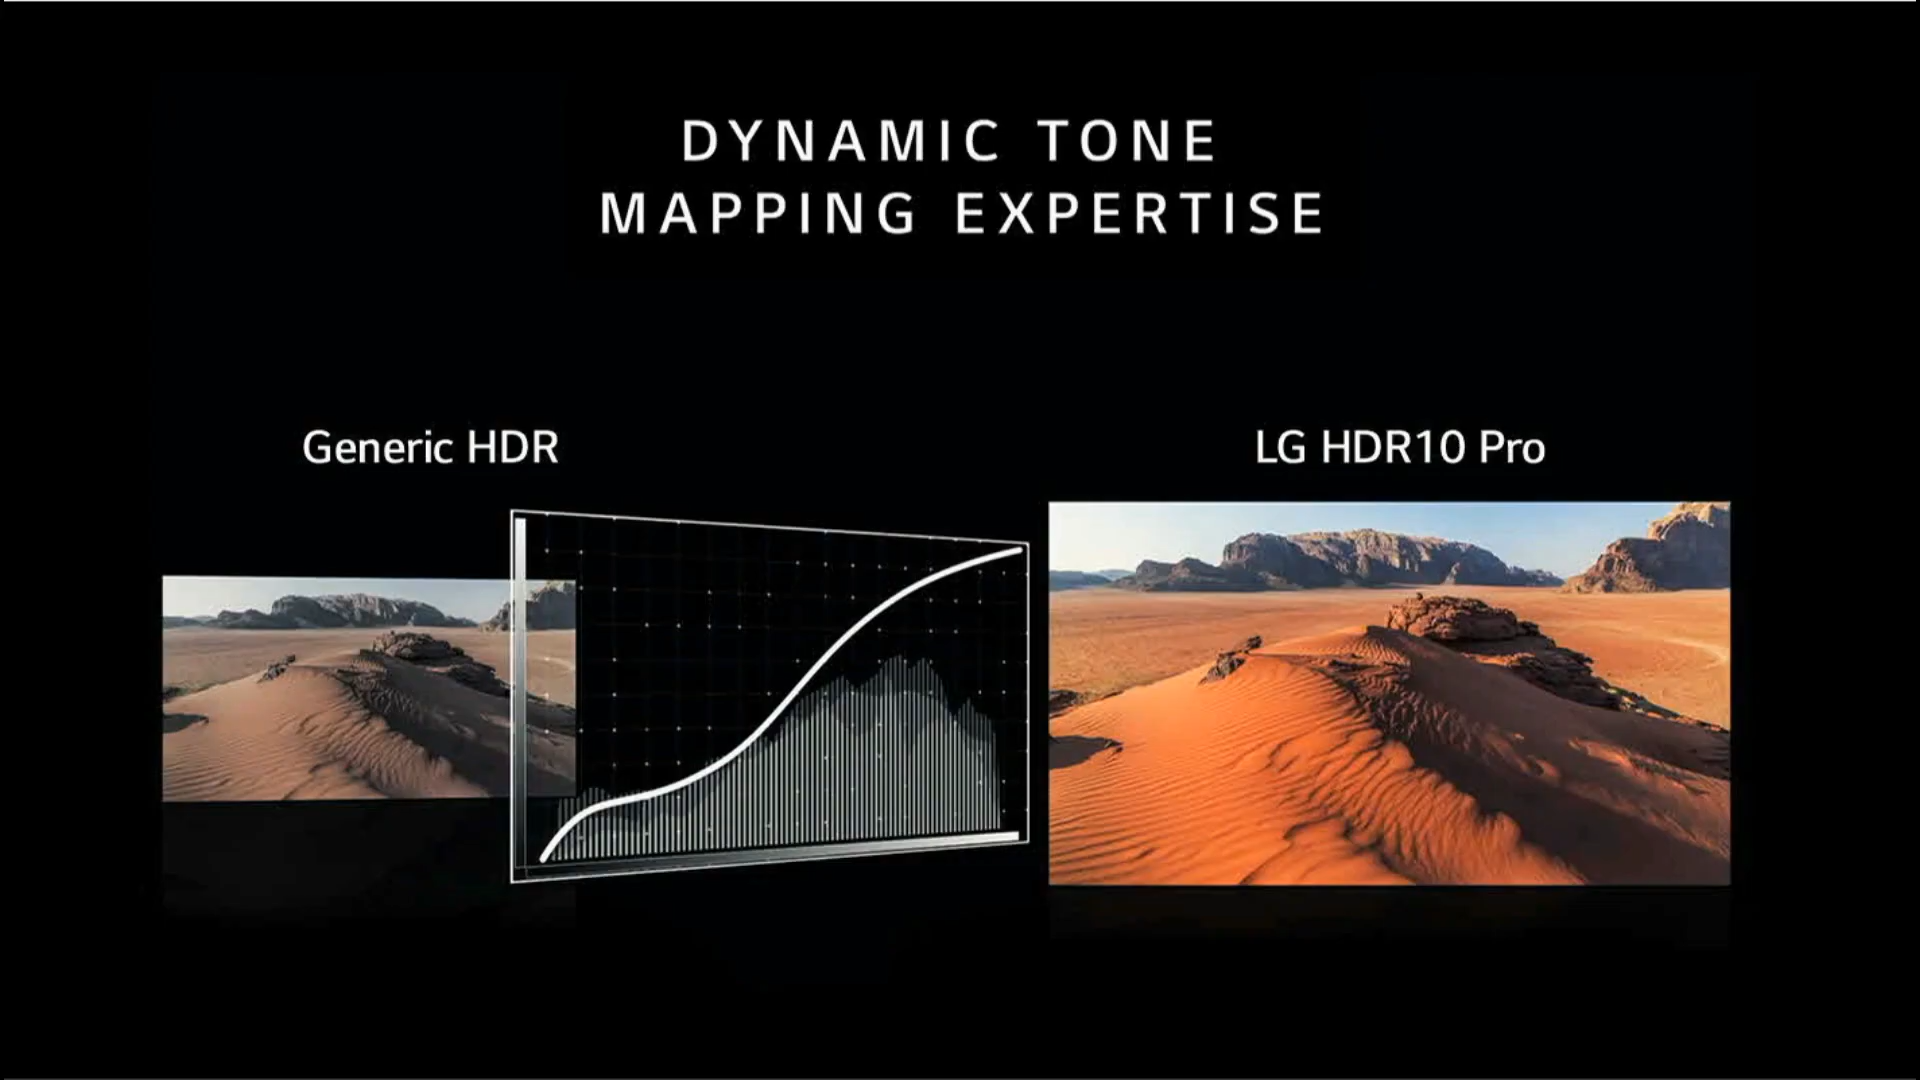 DYNAMIC TONE
MAPPING EXPERTISE
Generic HDR
LG HDR10 Pro